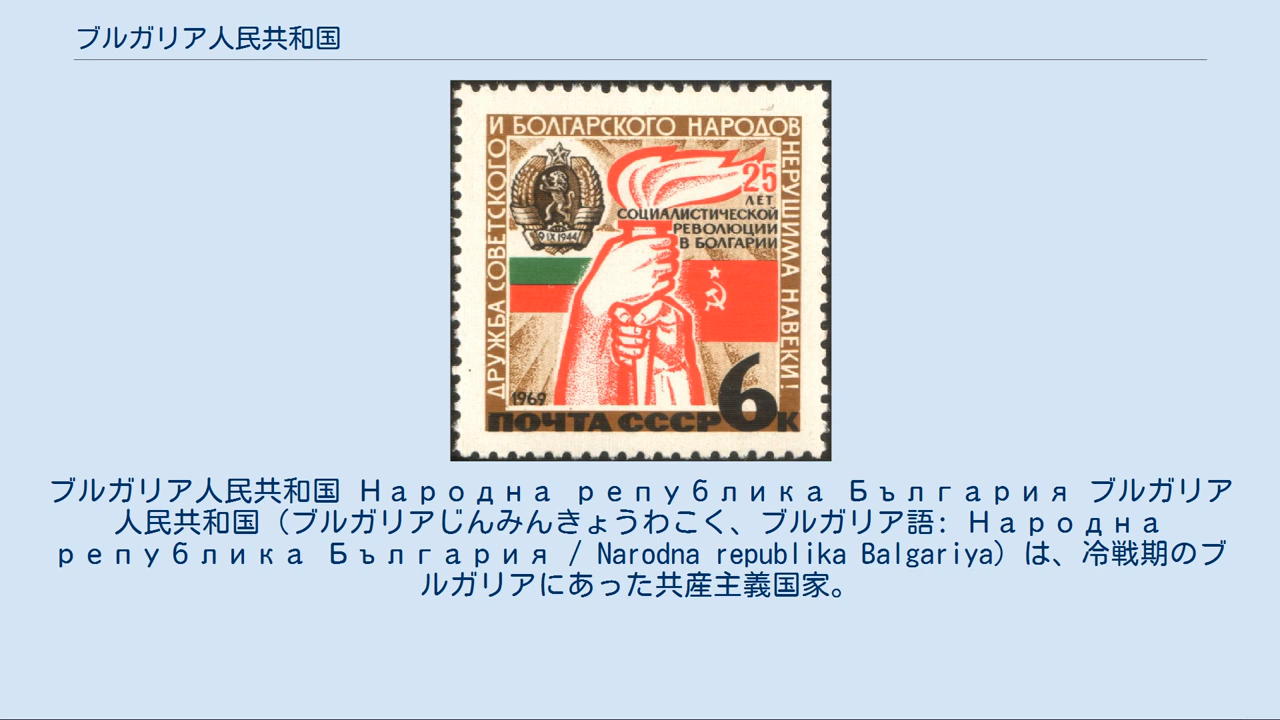 ブルガリア人民共和国
ДРУЖБА СОВЕТСКОГО
И БОЛГАРСКОГО НАРОДОВ
НЕРУШИМА НАВЕКИ!
25
ЛЕТ
СОЦИАЛИСТИЧЕСКОЙ
РЕВОЛЮЦИИ
В БОЛГАРИИ
9 IX 1944
1969
ПОЧТА СССР 6к
ブルガリア人民共和国 Народна република България ブルガリア
人民共和国（ブルガリアじんみんきょうわこく、ブルガリア語: Народна
република България / Narodna republika Balgariya）は、冷戦期のブ
ルガリアにあった共産主義国家。